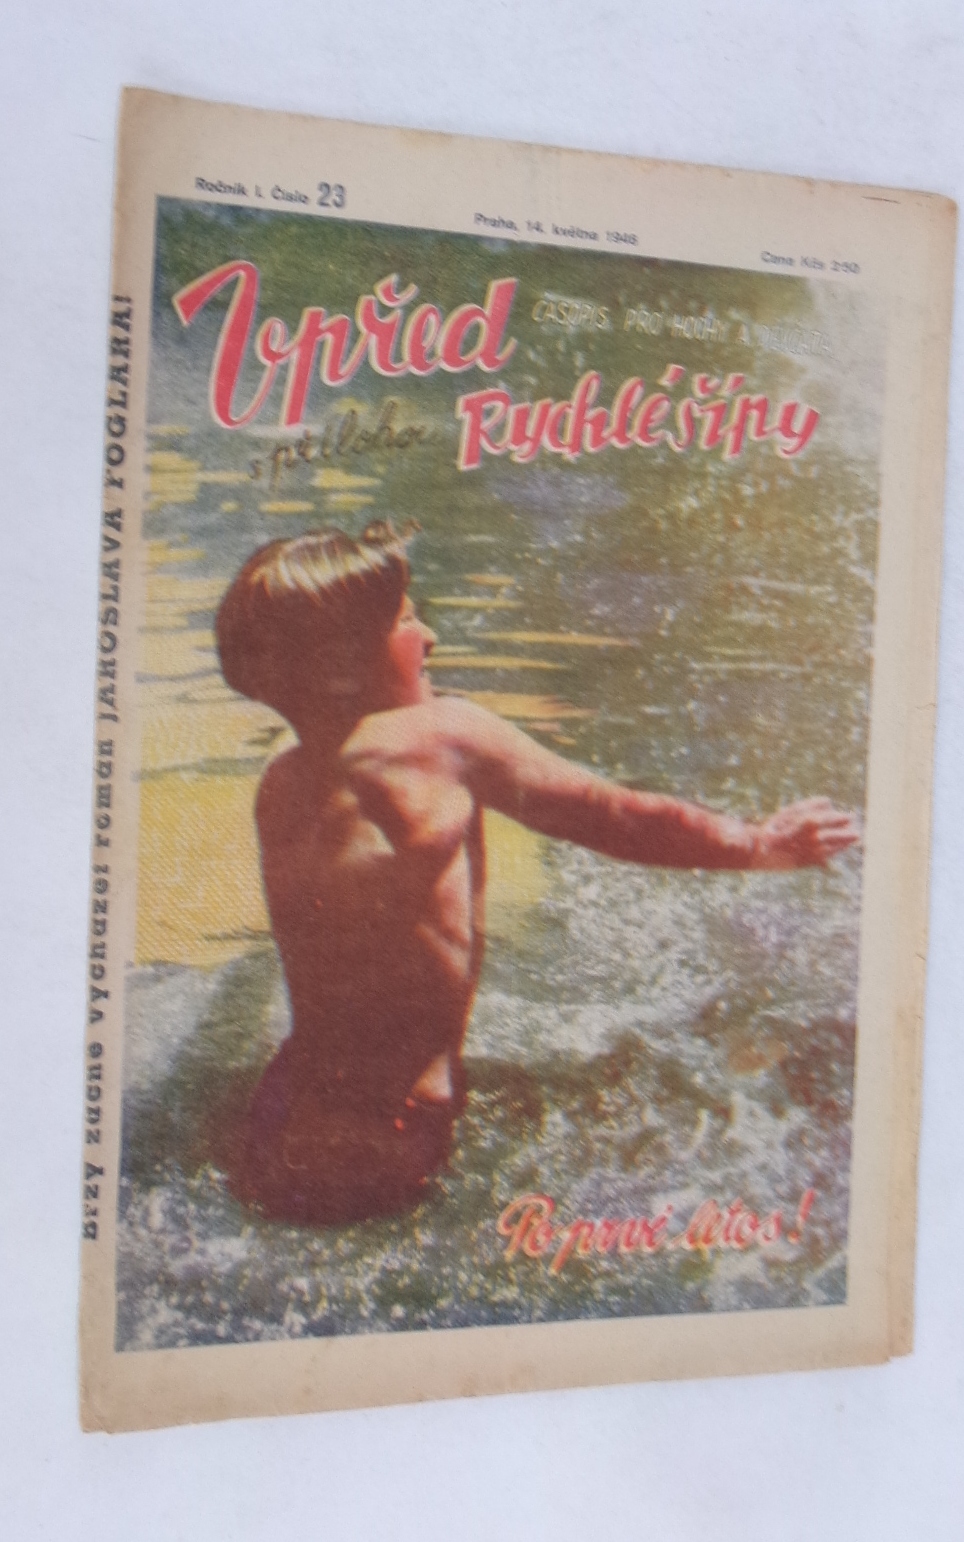 Ročník I. Číslo 23
Praha, 14. května 1946
Cena Kčs 2·50
Vpřed
ČASOPIS PRO HOCHY A DĚVČATA
s přílohou Rychlé šípy
Brzy začne vycházet román JAROSLAVA FOGLARA!
Po prvé letos!